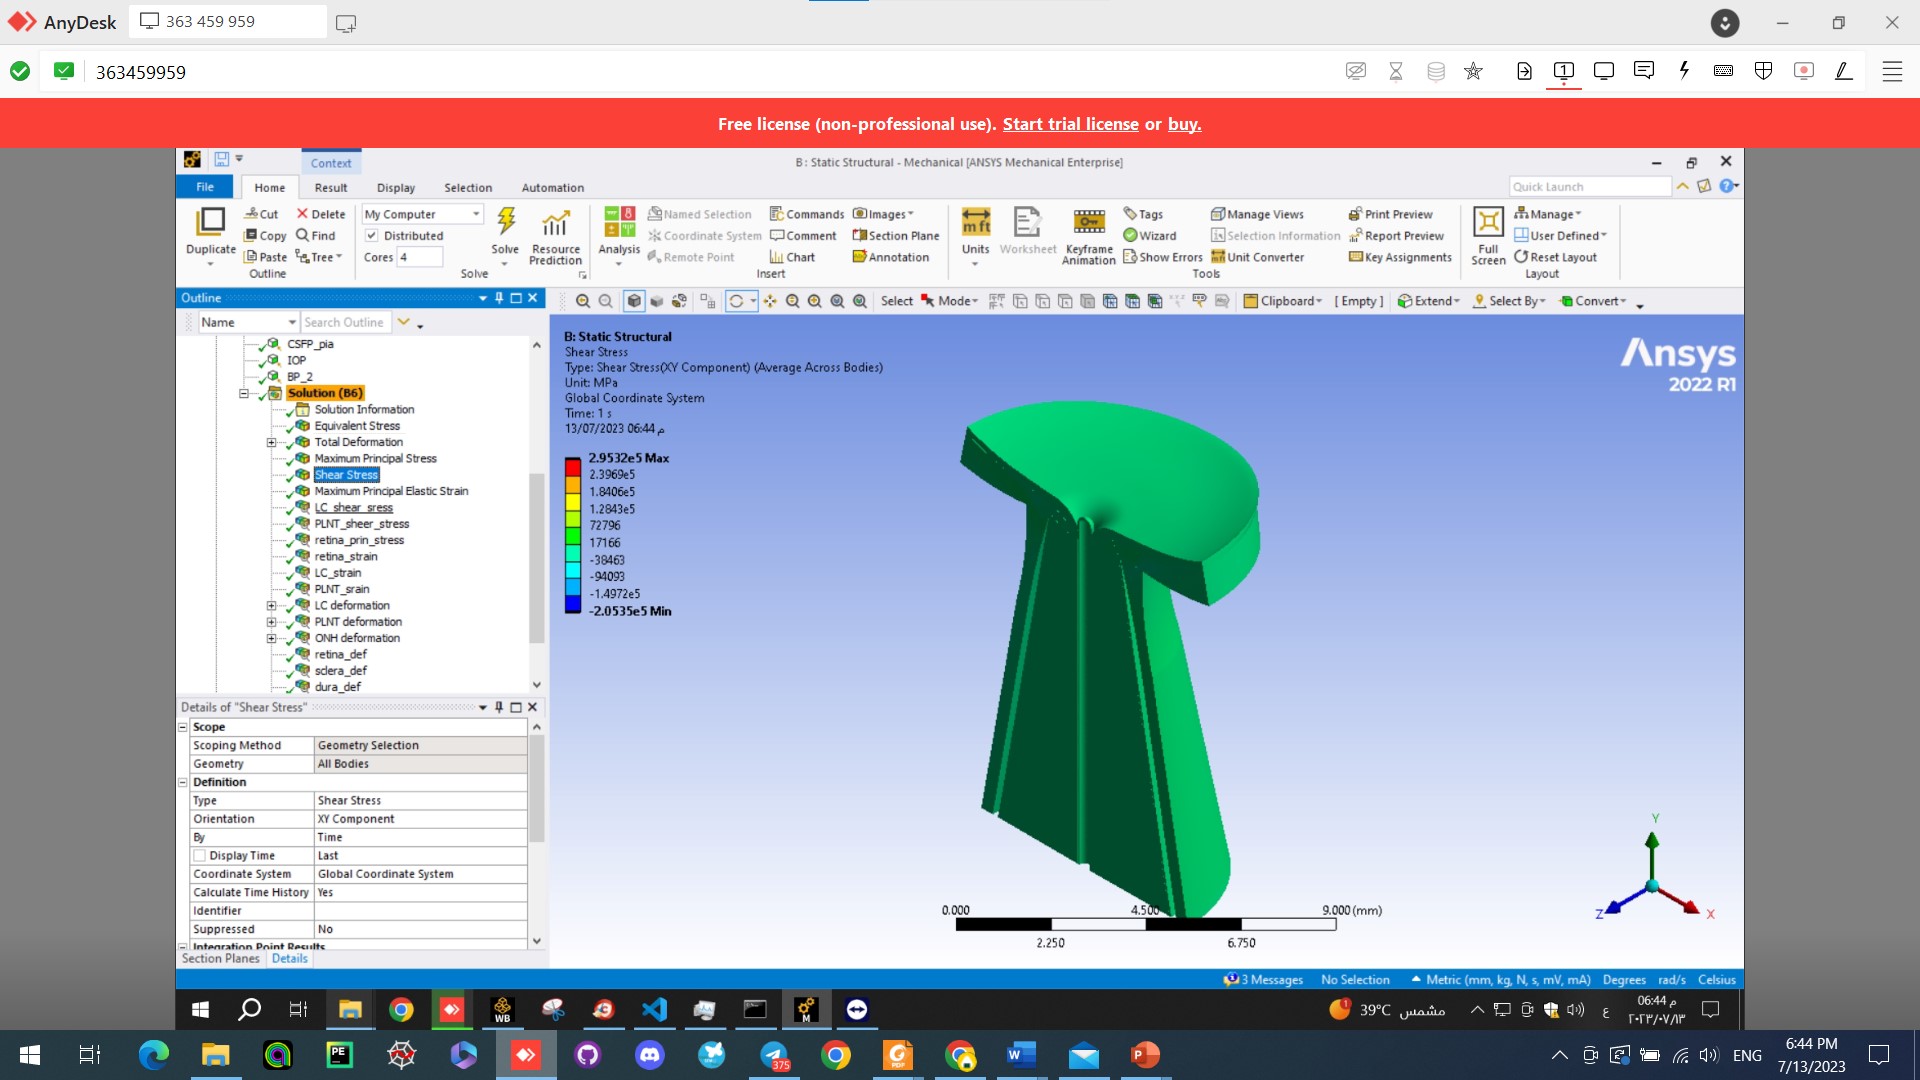 AnyDesk 363 459 959
363459959
Free license (non-professional use). Start trial license or buy.
Context B : Static Structural - Mechanical [ANSYS Mechanical Enterprise]
File Home Result Display Selection Automation Quick Launch
Duplicate Cut Delete Copy Find Paste Tree Outline
My Computer Distributed Cores 4 Solve Resource Prediction Solve
Analysis Named Selection Commands Images Coordinate System Comment Section Plane Remote Point Chart Annotation Insert
Units Worksheet Keyframe Animation Tags Wizard Show Errors Manage Views Selection Information Unit Converter Print Preview Report Preview Key Assignments Tools
Full Screen Manage User Defined Reset Layout Layout
Outline
Select Mode Clipboard [ Empty ] Extend Select By Convert
Name Search Outline
CSFP_pia
IOP
BP_2
Solution (B6)
Solution Information
Equivalent Stress
Total Deformation
Maximum Principal Stress
Shear Stress
Maximum Principal Elastic Strain
LC_shear_sress
PLNT_sheer_stress
retina_prin_stress
retina_strain
LC_strain
PLNT_srain
LC deformation
PLNT deformation
ONH deformation
retina_def
sclera_def
dura_def
Details of "Shear Stress"
Scope
Scoping Method Geometry Selection
Geometry All Bodies
Definition
Type Shear Stress
Orientation XY Component
By Time
Display Time Last
Coordinate System Global Coordinate System
Calculate Time History Yes
Identifier
Suppressed No
Integration Point Results
Section Planes Details
B: Static Structural
Shear Stress
Type: Shear Stress(XY Component) (Average Across Bodies)
Unit: MPa
Global Coordinate System
Time: 1 s
13/07/2023 06:44 م
2.9532e5 Max
2.3969e5
1.8406e5
1.2843e5
72796
17166
-38463
-94093
-1.4972e5
-2.0535e5 Min
Ansys
2022 R1
Y
Z X
0.000 4.500 9.000 (mm)
2.250 6.750
3 Messages No Selection Metric (mm, kg, N, s, mV, mA) Degrees rad/s Celsius
WB M 1 39°C مشمس ع 06:44 م
٢٠٢٣/٠٧/١٣
PE 375 PDF W P ENG 6:44 PM
7/13/2023